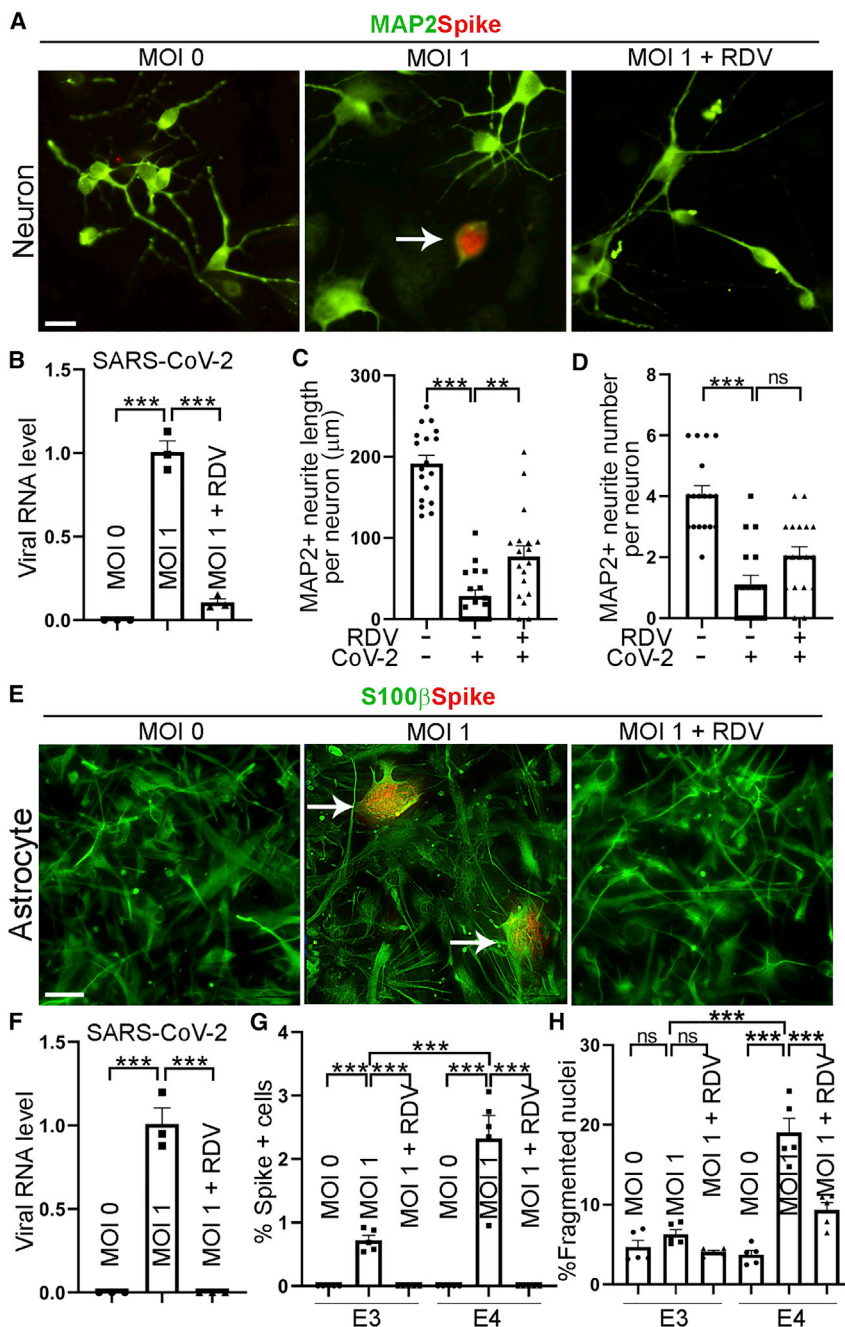 A
MAP2Spike
MOI 0 MOI 1 MOI 1 + RDV
Neuron
B
SARS-CoV-2
*** ***
Viral RNA level
1.5
1.0
0.5
0.0
MOI 0
MOI 1
MOI 1 + RDV
C
*** **
MAP2+ neurite length
per neuron (μm)
300
200
100
0
RDV - - +
CoV-2 - + +
D
*** ns
MAP2+ neurite number
per neuron
8
6
4
2
0
RDV - - +
CoV-2 - + +
E
S100βSpike
MOI 0 MOI 1 MOI 1 + RDV
Astrocyte
F
SARS-CoV-2
*** ***
Viral RNA level
1.5
1.0
0.5
0.0
MOI 0
MOI 1
MOI 1 + RDV
G
***
*** *** *** ***
% Spike + cells
4
3
2
1
0
MOI 0
MOI 1
MOI 1 + RDV
MOI 0
MOI 1
MOI 1 + RDV
E3 E4
H
***
ns ns *** ***
%Fragmented nuclei
30
20
10
0
MOI 0
MOI 1
MOI 1 + RDV
MOI 0
MOI 1
MOI 1 + RDV
E3 E4